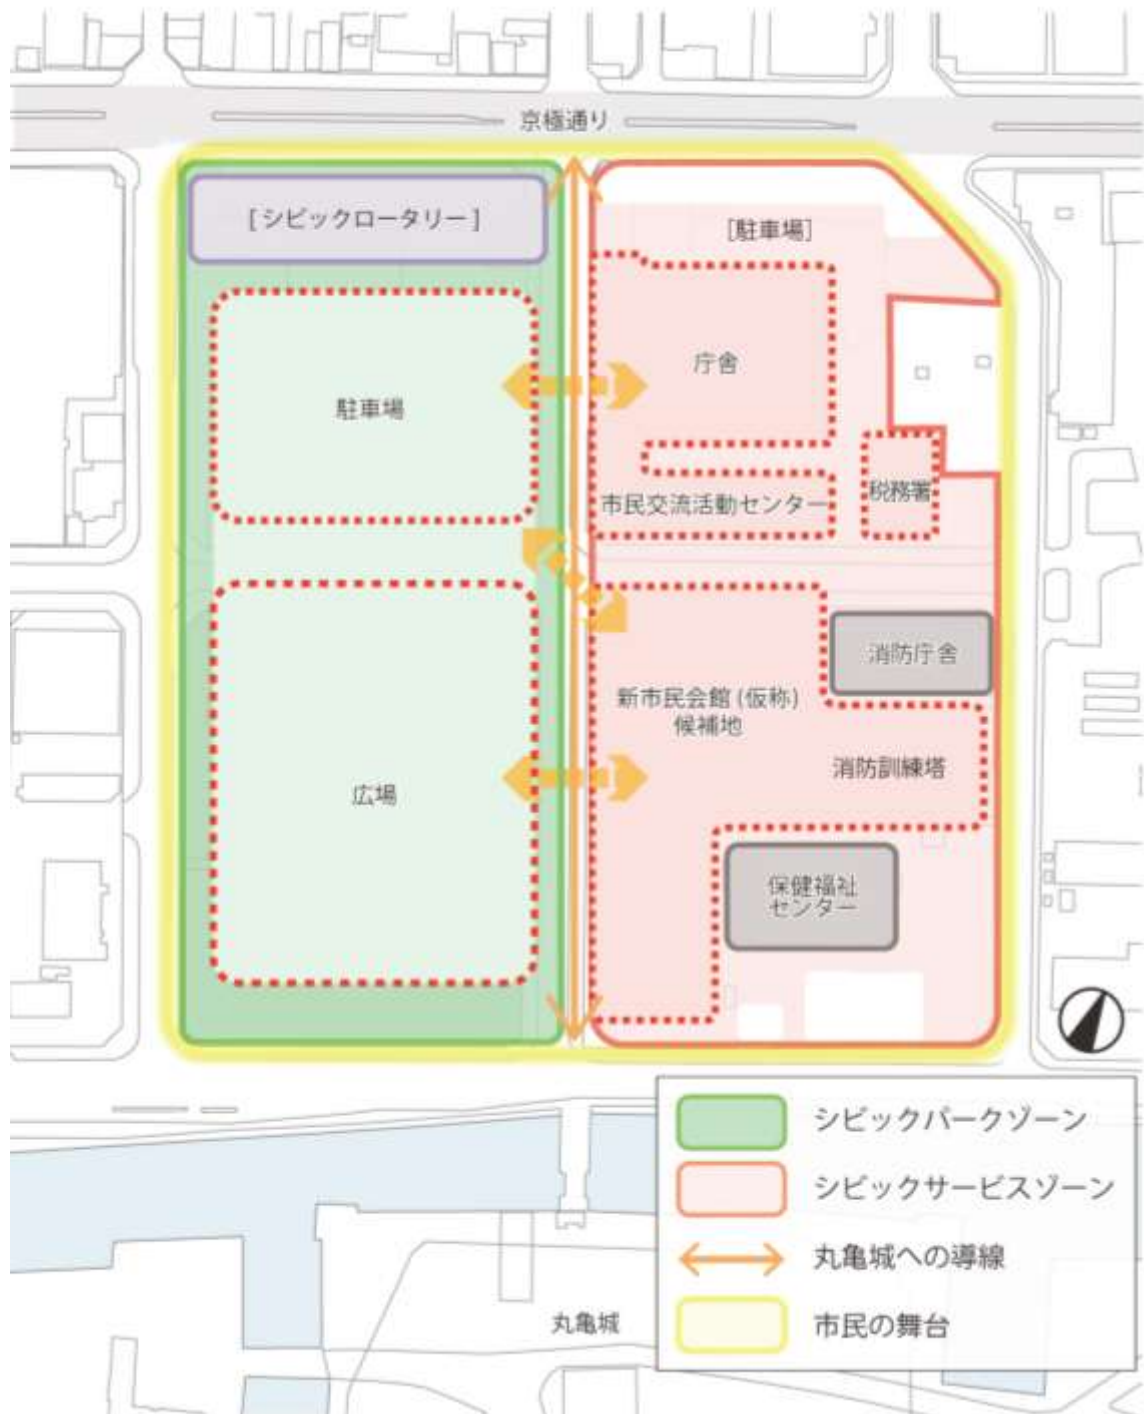 京極通り
[ シビックロータリー ]
[駐車場]
庁舎
駐車場
税務署
市民交流活動センター
消防庁舎
新市民会館 (仮称)
候補地
消防訓練塔
広場
保健福祉
センター
シビックパークゾーン
シビックサービスゾーン
丸亀城への導線
市民の舞台
丸亀城